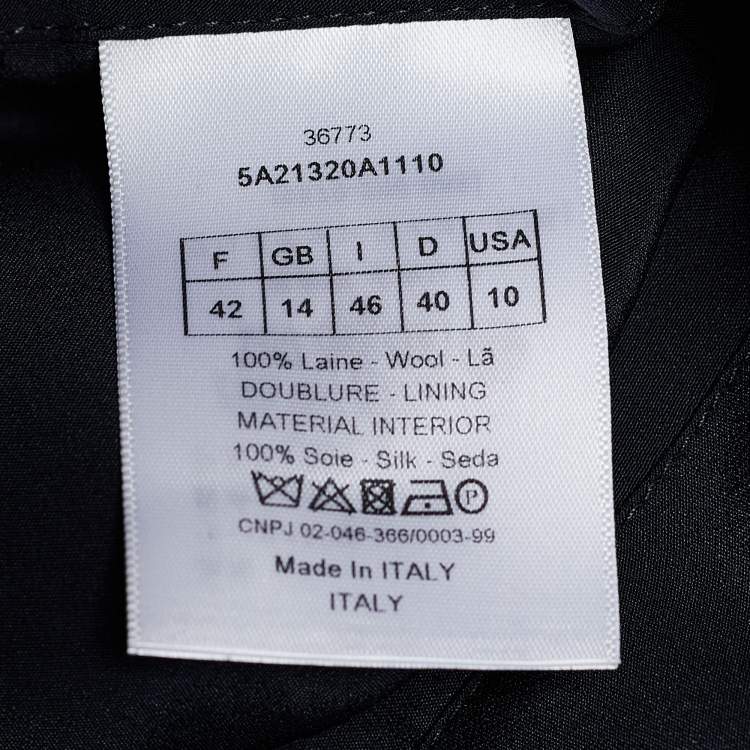 36773
5A21320A1110
F GB I D USA
42 14 46 40 10
100% Laine - Wool - Lã
DOUBLURE - LINING
MATERIAL INTERIOR
100% Soie - Silk - Seda
P
CNPJ 02-046-366/0003-99
Made In ITALY
ITALY